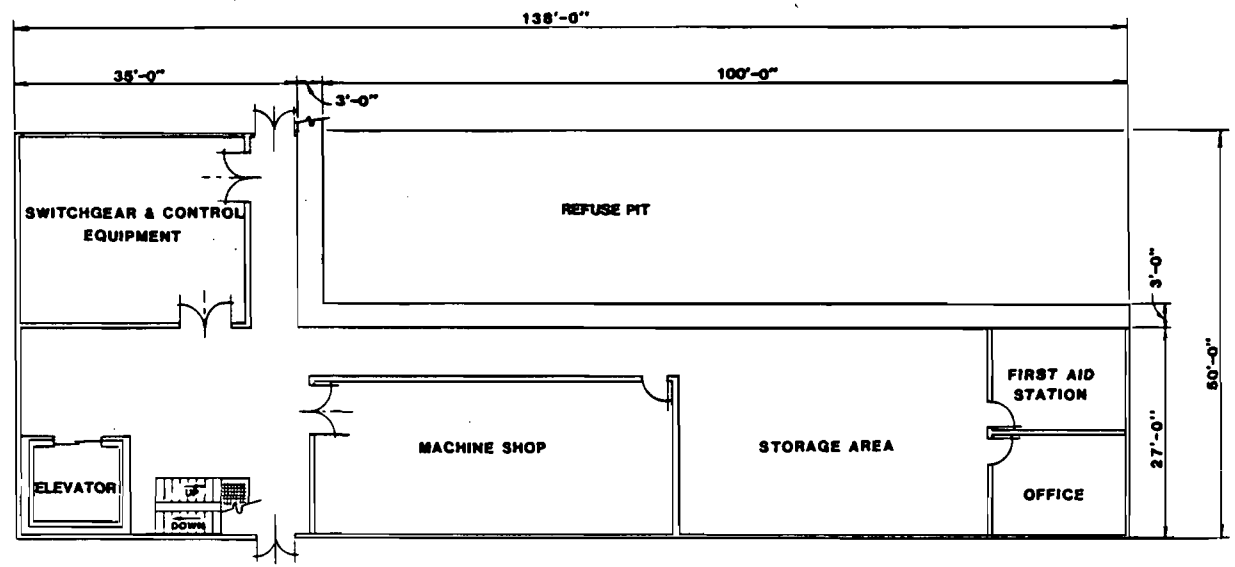 138'-0"
35'-0"
100'-0"
3'-0"
SWITCHGEAR & CONTROL
EQUIPMENT
REFUSE PIT
3'-0"
50'-0"
FIRST AID
STATION
27'-0"
MACHINE SHOP
STORAGE AREA
ELEVATOR
UP
OFFICE
DOWN